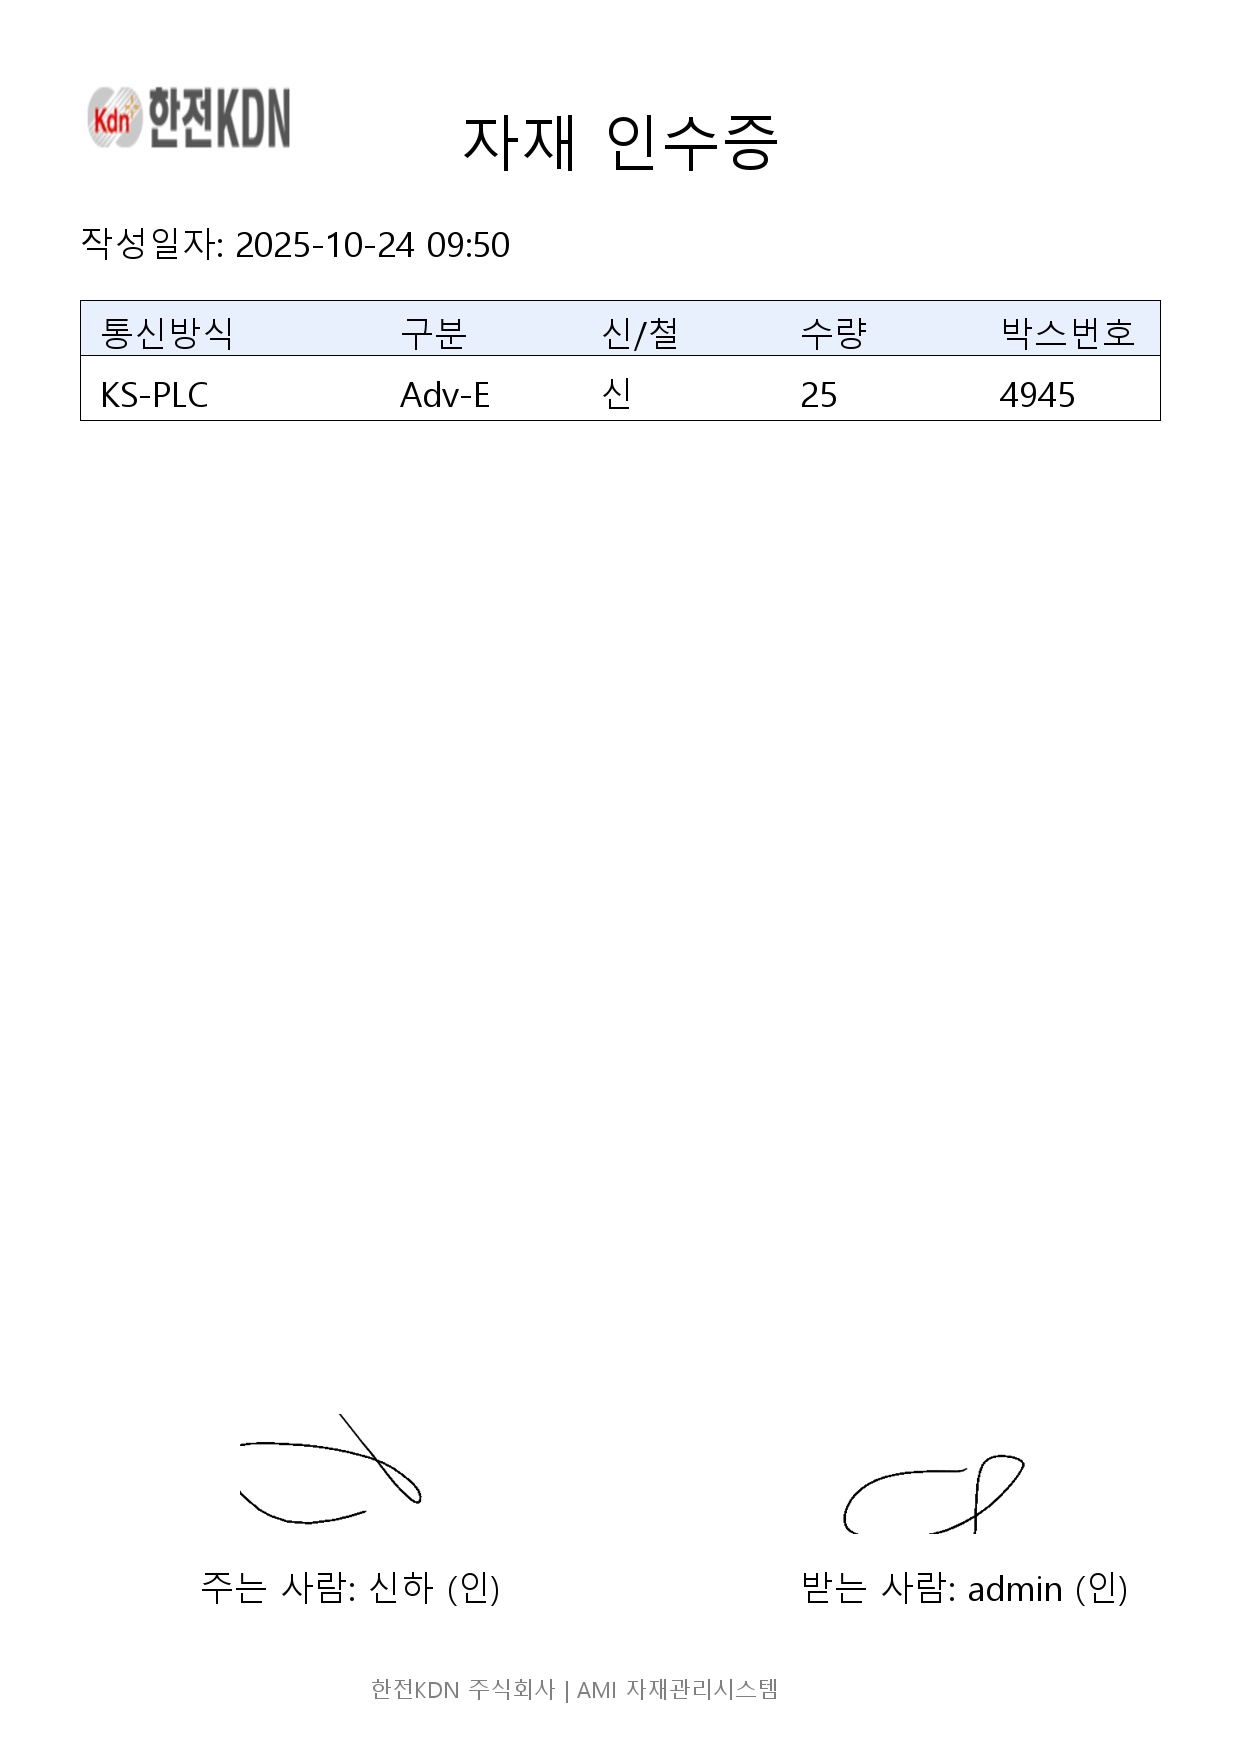 Kdn 한전KDN
자재 인수증
작성일자: 2025-10-24 09:50
통신방식 구분 신/철 수량 박스번호
KS-PLC Adv-E 신 25 4945
주는 사람: 신하 (인) 받는 사람: admin (인)
한전KDN 주식회사 | AMI 자재관리시스템